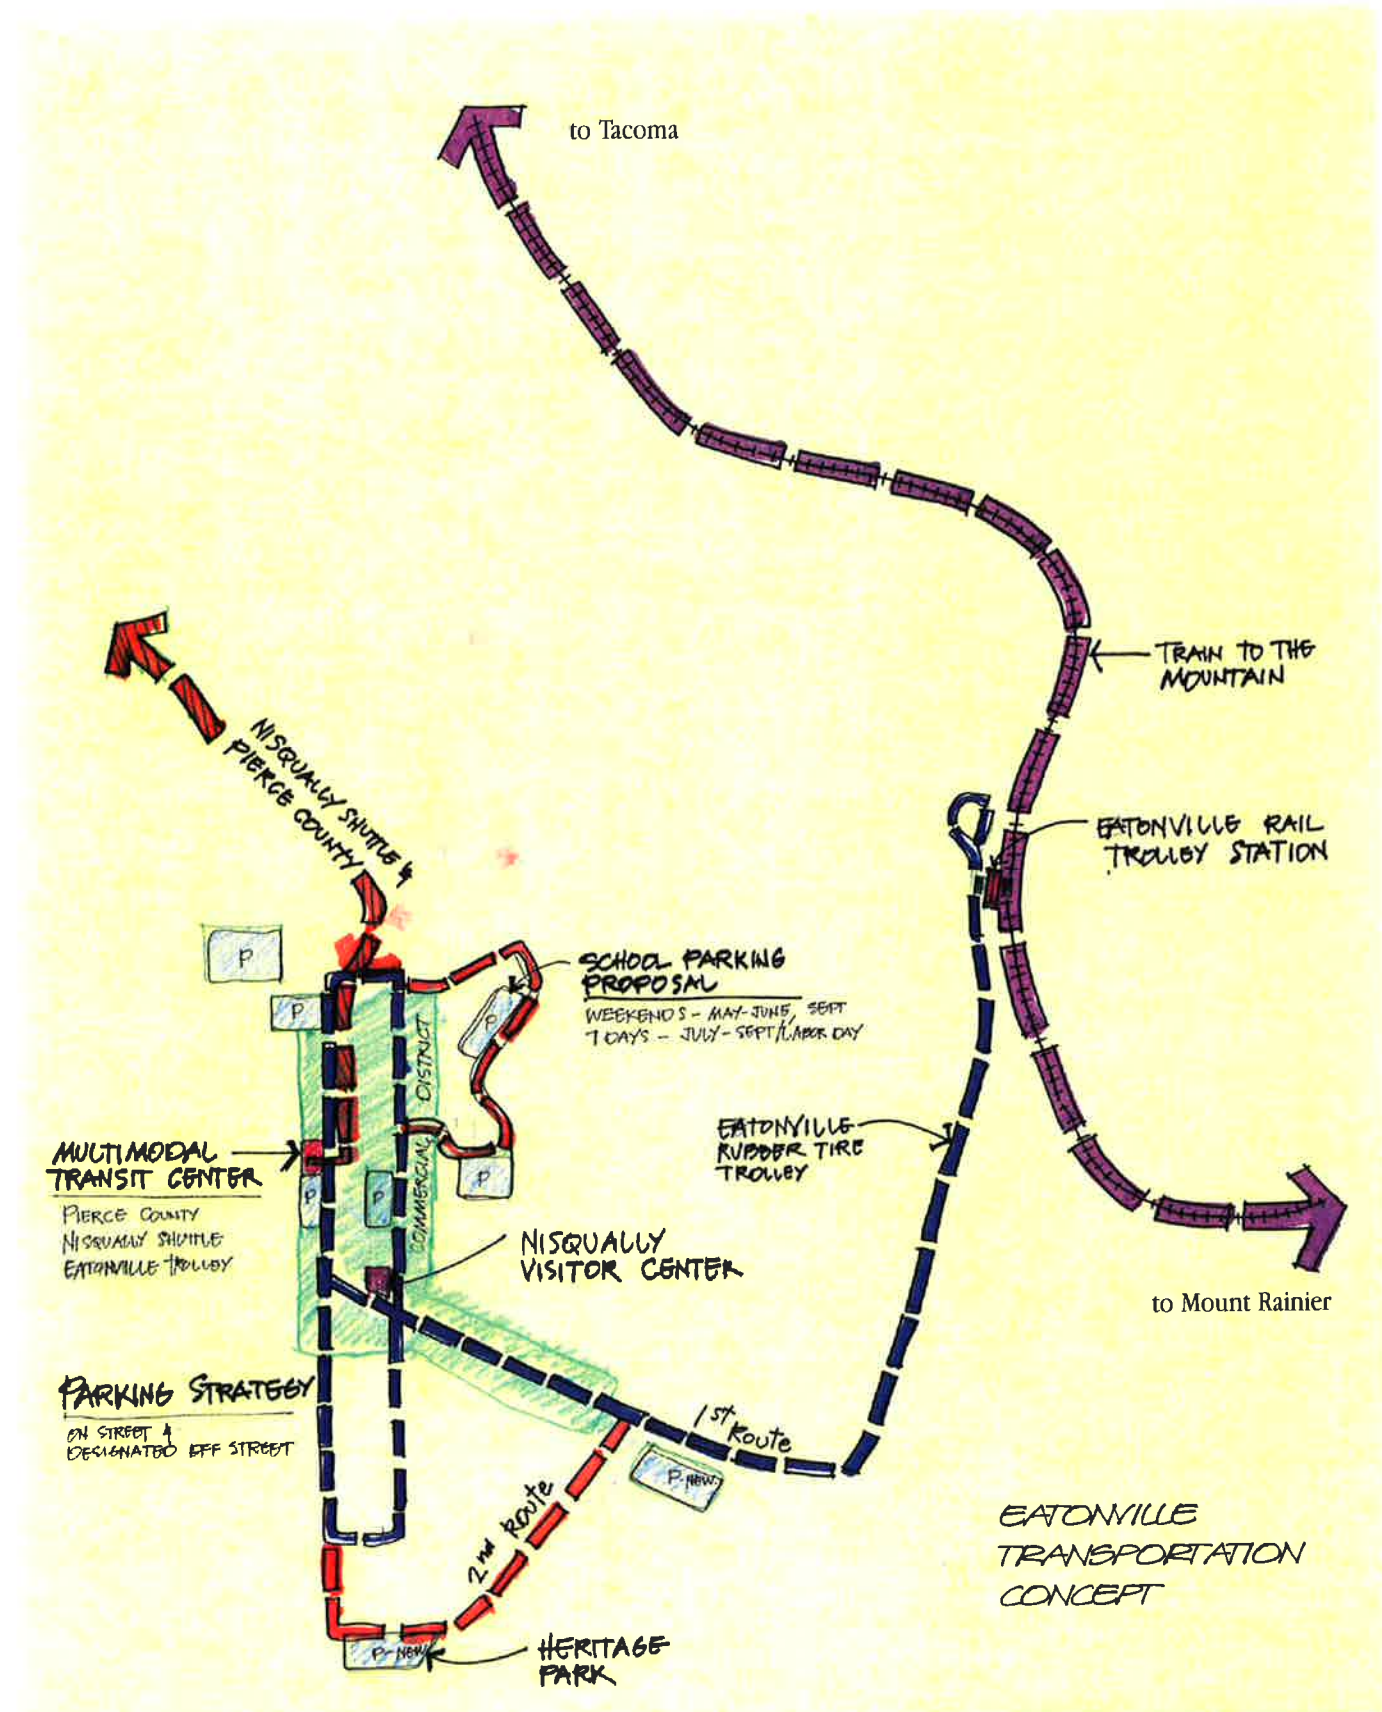 to Tacoma
TRAIN TO THE
MOUNTAIN
NISQUALLY SHUTTLE &
PIERCE COUNTY
EATONVILLE RAIL
TROLLEY STATION
P
P
SCHOOL PARKING
PROPOSAL
WEEKENDS - MAY-JUNE, SEPT
7 DAYS - JULY-SEPT/LABOR DAY
P
COMMERCIAL DISTRICT
EATONVILLE
RUBBER TIRE
TROLLEY
MULTIMODAL
TRANSIT CENTER
PIERCE COUNTY
NISQUALLY SHUTTLE
EATONVILLE TROLLEY
P
P
P
NISQUALLY
VISITOR CENTER
to Mount Rainier
PARKING STRATEGY
ON STREET &
DESIGNATED OFF STREET
1st Route
P-NEW
2nd Route
EATONVILLE
TRANSPORTATION
CONCEPT
P-NEW
HERITAGE
PARK